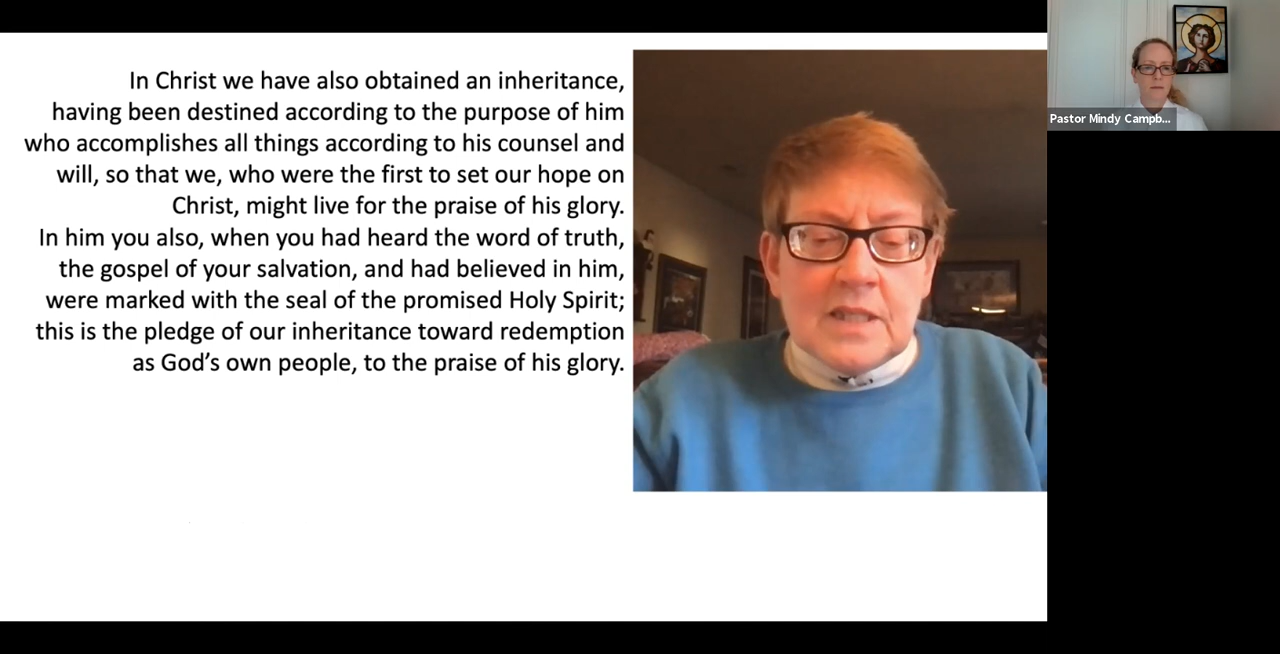 In Christ we have also obtained an inheritance,
having been destined according to the purpose of him
who accomplishes all things according to his counsel and
will, so that we, who were the first to set our hope on
Christ, might live for the praise of his glory.
In him you also, when you had heard the word of truth,
the gospel of your salvation, and had believed in him,
were marked with the seal of the promised Holy Spirit;
this is the pledge of our inheritance toward redemption
as God’s own people, to the praise of his glory.
Pastor Mindy Campb...